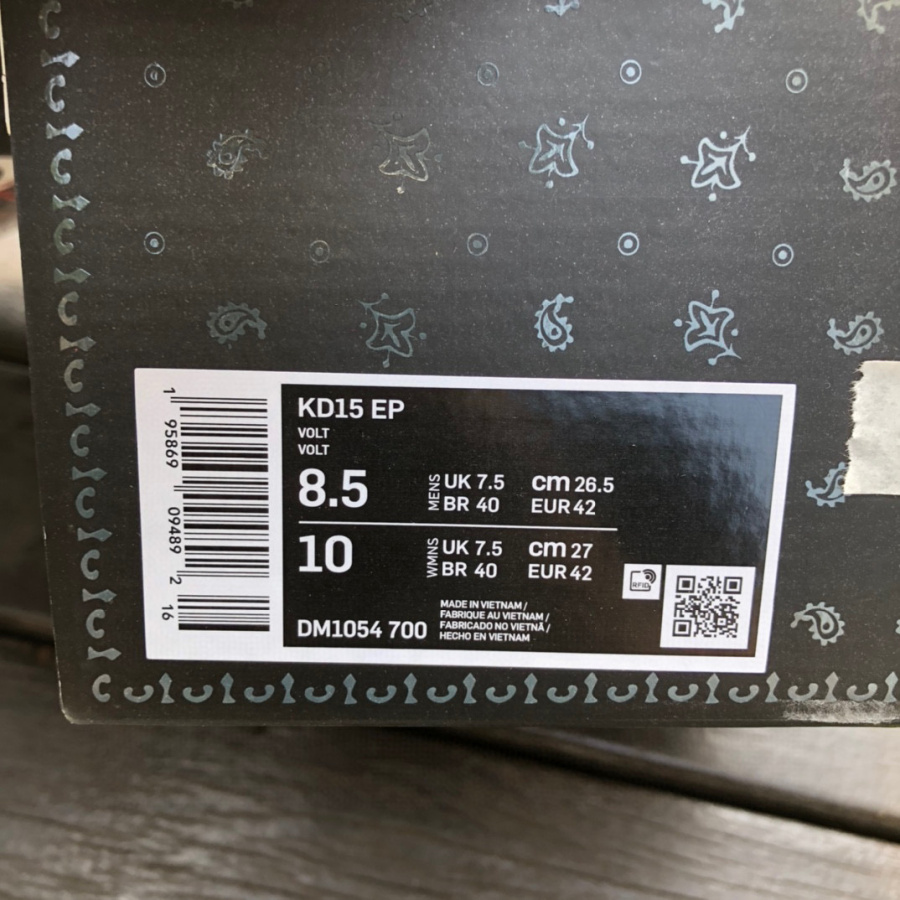 KD15 EP
VOLT
VOLT
8.5 MENS UK 7.5 cm 26.5
BR 40 EUR 42
10 WMNS UK 7.5 cm 27
BR 40 EUR 42
DM1054 700
MADE IN VIETNAM /
FABRIQUE AU VIETNAM /
FABRICADO NO VIETNÃ /
HECHO EN VIETNAM
RFID
1 95869 09489 2 16